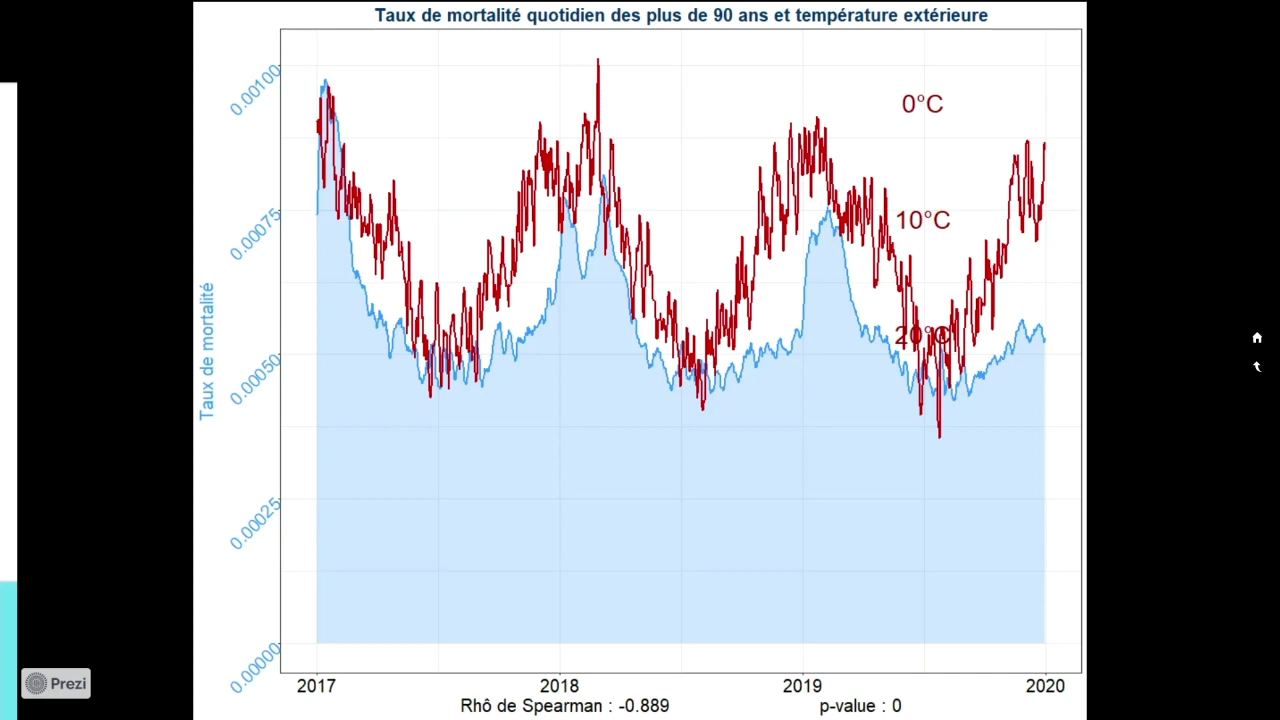 Taux de mortalité quotidien des plus de 90 ans et température extérieure
0.00100
0.00075
0.00050
0.00025
0.00000
Taux de mortalité
0°C
10°C
20°C
2017
2018
2019
2020
Rhô de Spearman : -0.889
p-value : 0
Prezi